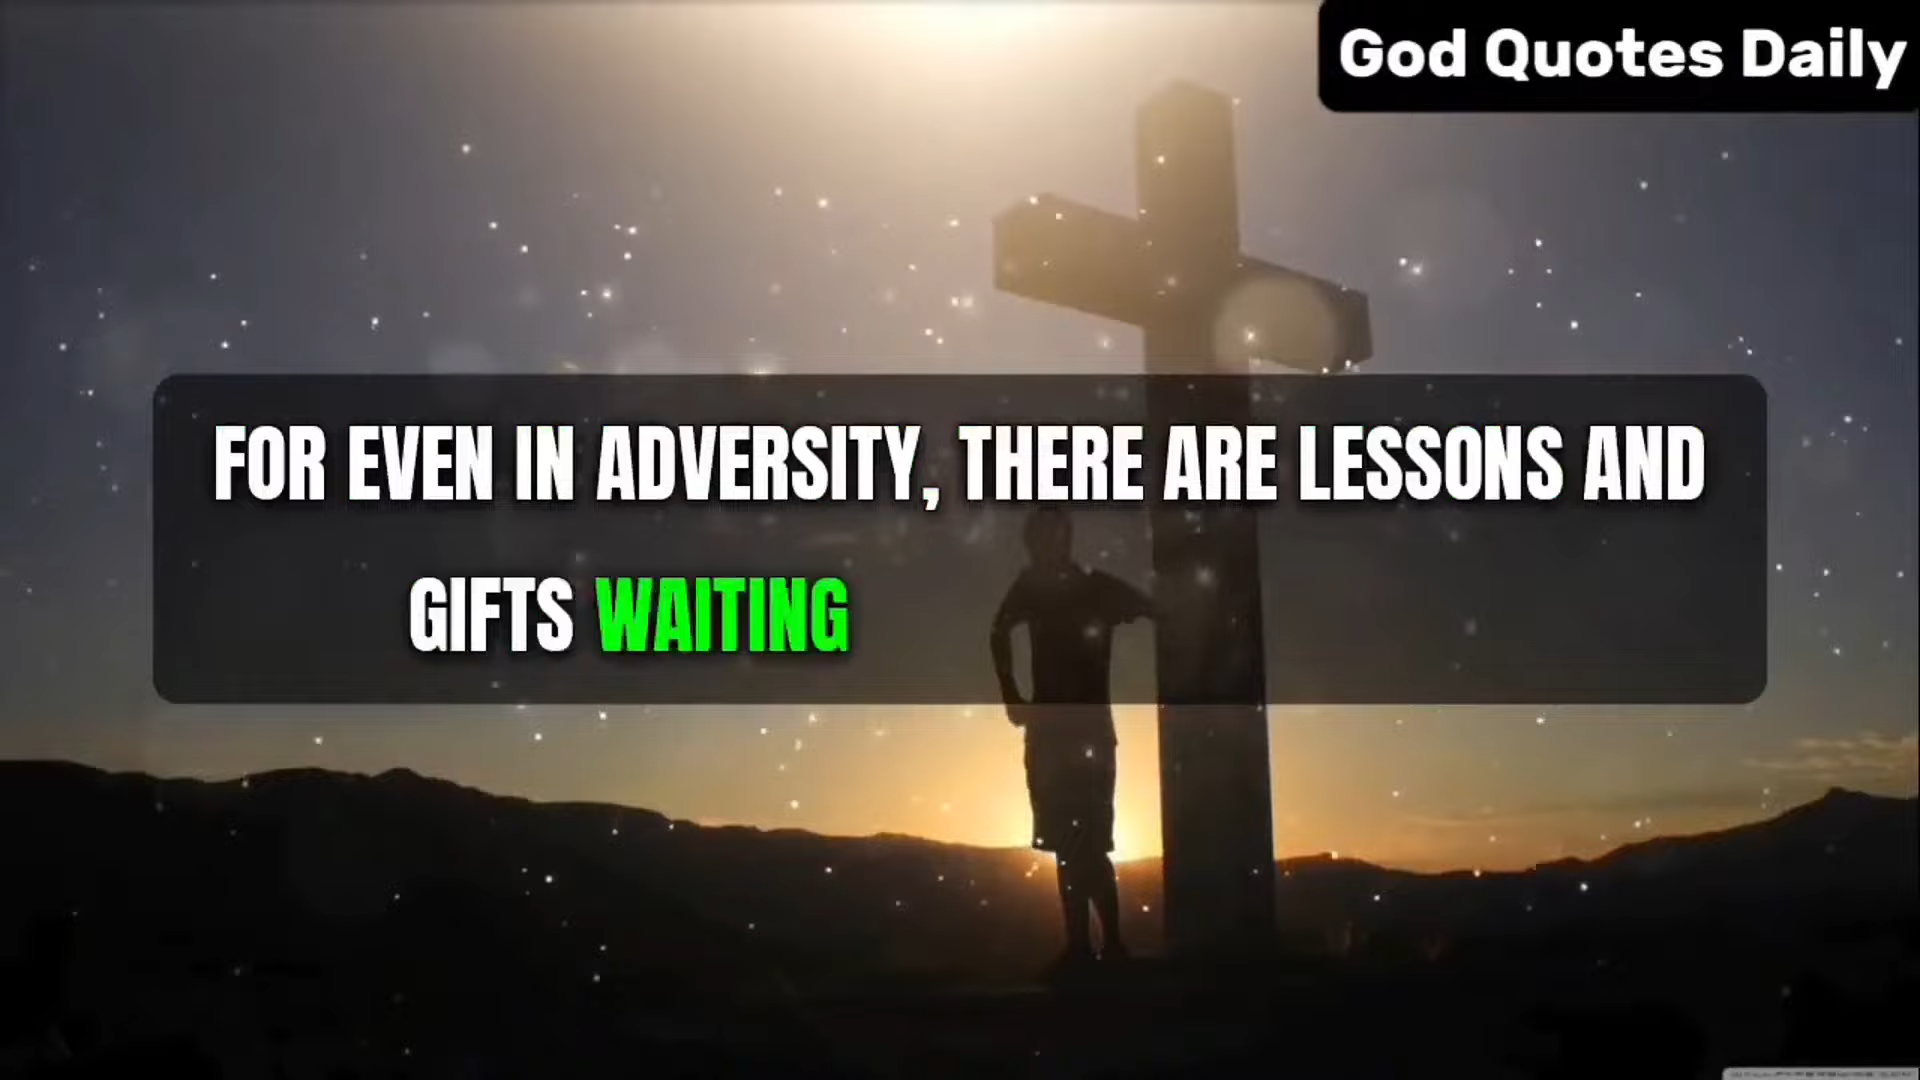 God Quotes Daily
FOR EVEN IN ADVERSITY, THERE ARE LESSONS AND
GIFTS WAITING